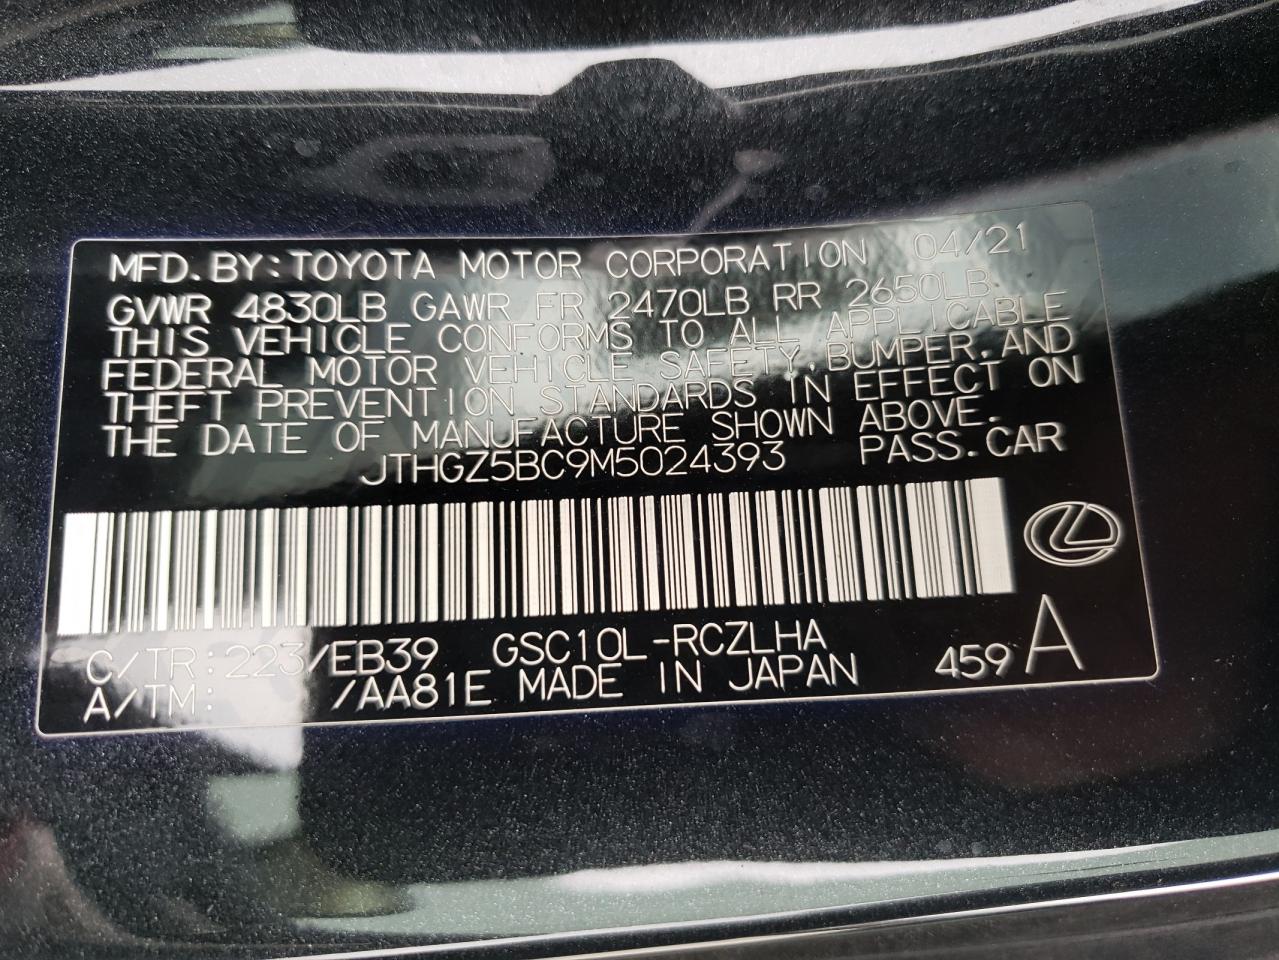 MFD.BY:TOYOTA MOTOR CORPORATION 04/21
GVWR 4830LB GAWR FR 2470LB RR 2650LB
THIS VEHICLE CONFORMS TO ALL APPLICABLE
FEDERAL MOTOR VEHICLE SAFETY,BUMPER,AND
THEFT PREVENTION STANDARDS IN EFFECT ON
THE DATE OF MANUFACTURE SHOWN ABOVE.
JTHGZ5BC9M5024393 PASS.CAR
C/TR:223/EB39 GSC10L-RCZLHA
A/TM: /AA81E MADE IN JAPAN 459 A